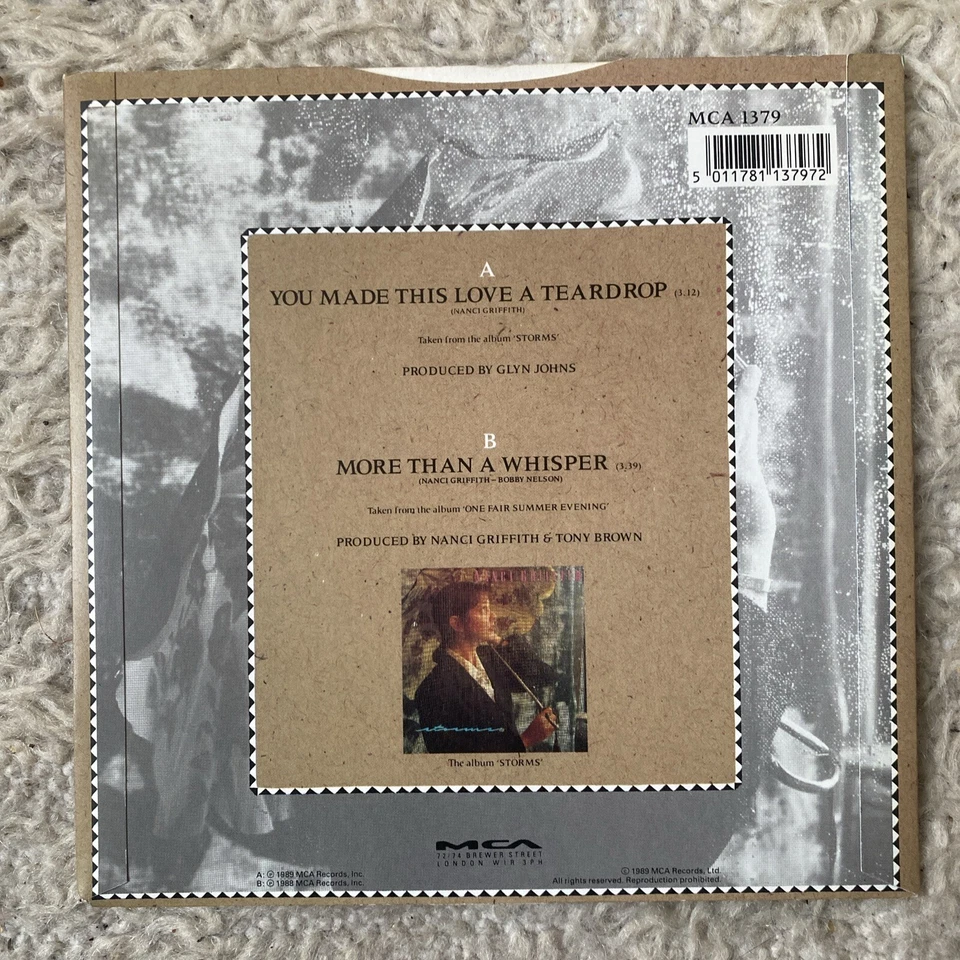 MCA 1379
5 011781 137972
A
YOU MADE THIS LOVE A TEARDROP (3.12)
(NANCI GRIFFITH)
Taken from the album 'STORMS'
PRODUCED BY GLYN JOHNS
B
MORE THAN A WHISPER (3.39)
(NANCI GRIFFITH – BOBBY NELSON)
Taken from the album 'ONE FAIR SUMMER EVENING'
PRODUCED BY NANCI GRIFFITH & TONY BROWN
storms
The album 'STORMS'
MCA
72/74 BREWER STREET
LONDON W1R 3PH
A: ℗ 1989 MCA Records, Inc.
B: ℗ 1988 MCA Records, Inc.
© 1989 MCA Records, Ltd.
All rights reserved. Reproduction prohibited.